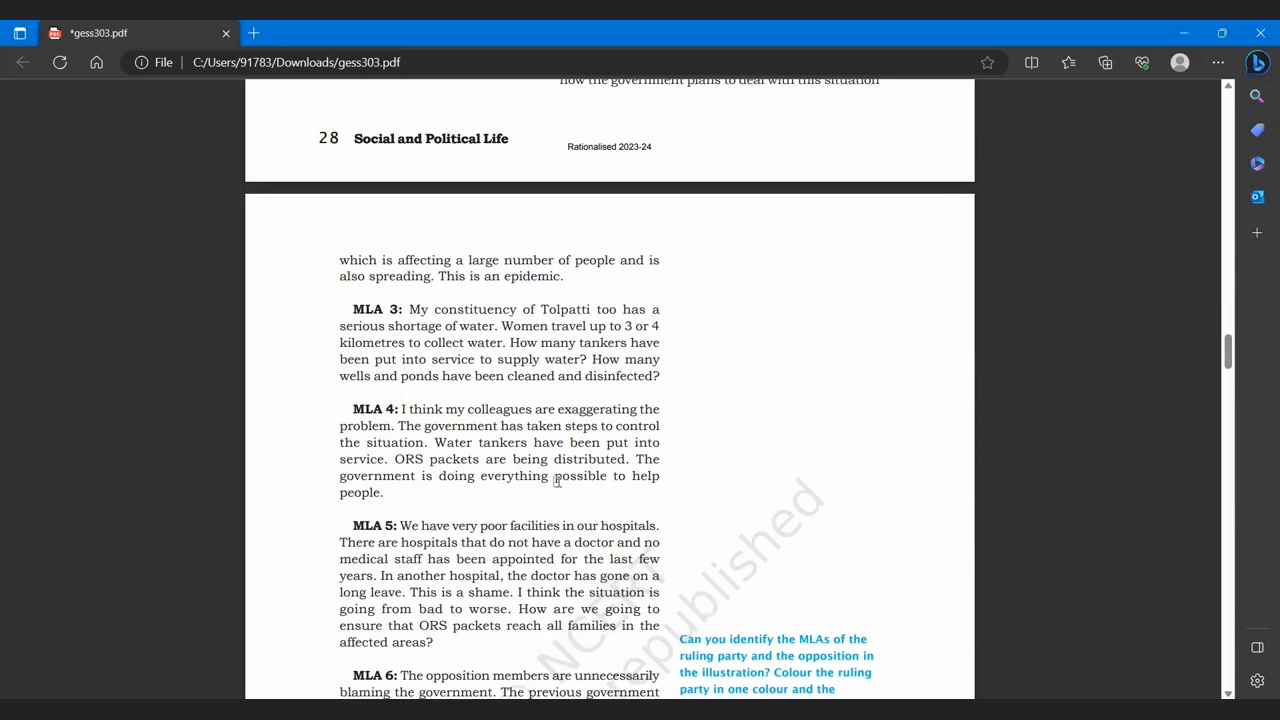 *gess303.pdf
File | C:/Users/91783/Downloads/gess303.pdf
how the government plans to deal with this situation
28 Social and Political Life
Rationalised 2023-24
which is affecting a large number of people and is
also spreading. This is an epidemic.
MLA 3: My constituency of Tolpatti too has a
serious shortage of water. Women travel up to 3 or 4
kilometres to collect water. How many tankers have
been put into service to supply water? How many
wells and ponds have been cleaned and disinfected?
MLA 4: I think my colleagues are exaggerating the
problem. The government has taken steps to control
the situation. Water tankers have been put into
service. ORS packets are being distributed. The
government is doing everything possible to help
people.
MLA 5: We have very poor facilities in our hospitals.
There are hospitals that do not have a doctor and no
medical staff has been appointed for the last few
years. In another hospital, the doctor has gone on a
long leave. This is a shame. I think the situation is
going from bad to worse. How are we going to
ensure that ORS packets reach all families in the
affected areas?
MLA 6: The opposition members are unnecessarily
blaming the government. The previous government
Can you identify the MLAs of the
ruling party and the opposition in
the illustration? Colour the ruling
party in one colour and the
NCERT
republished